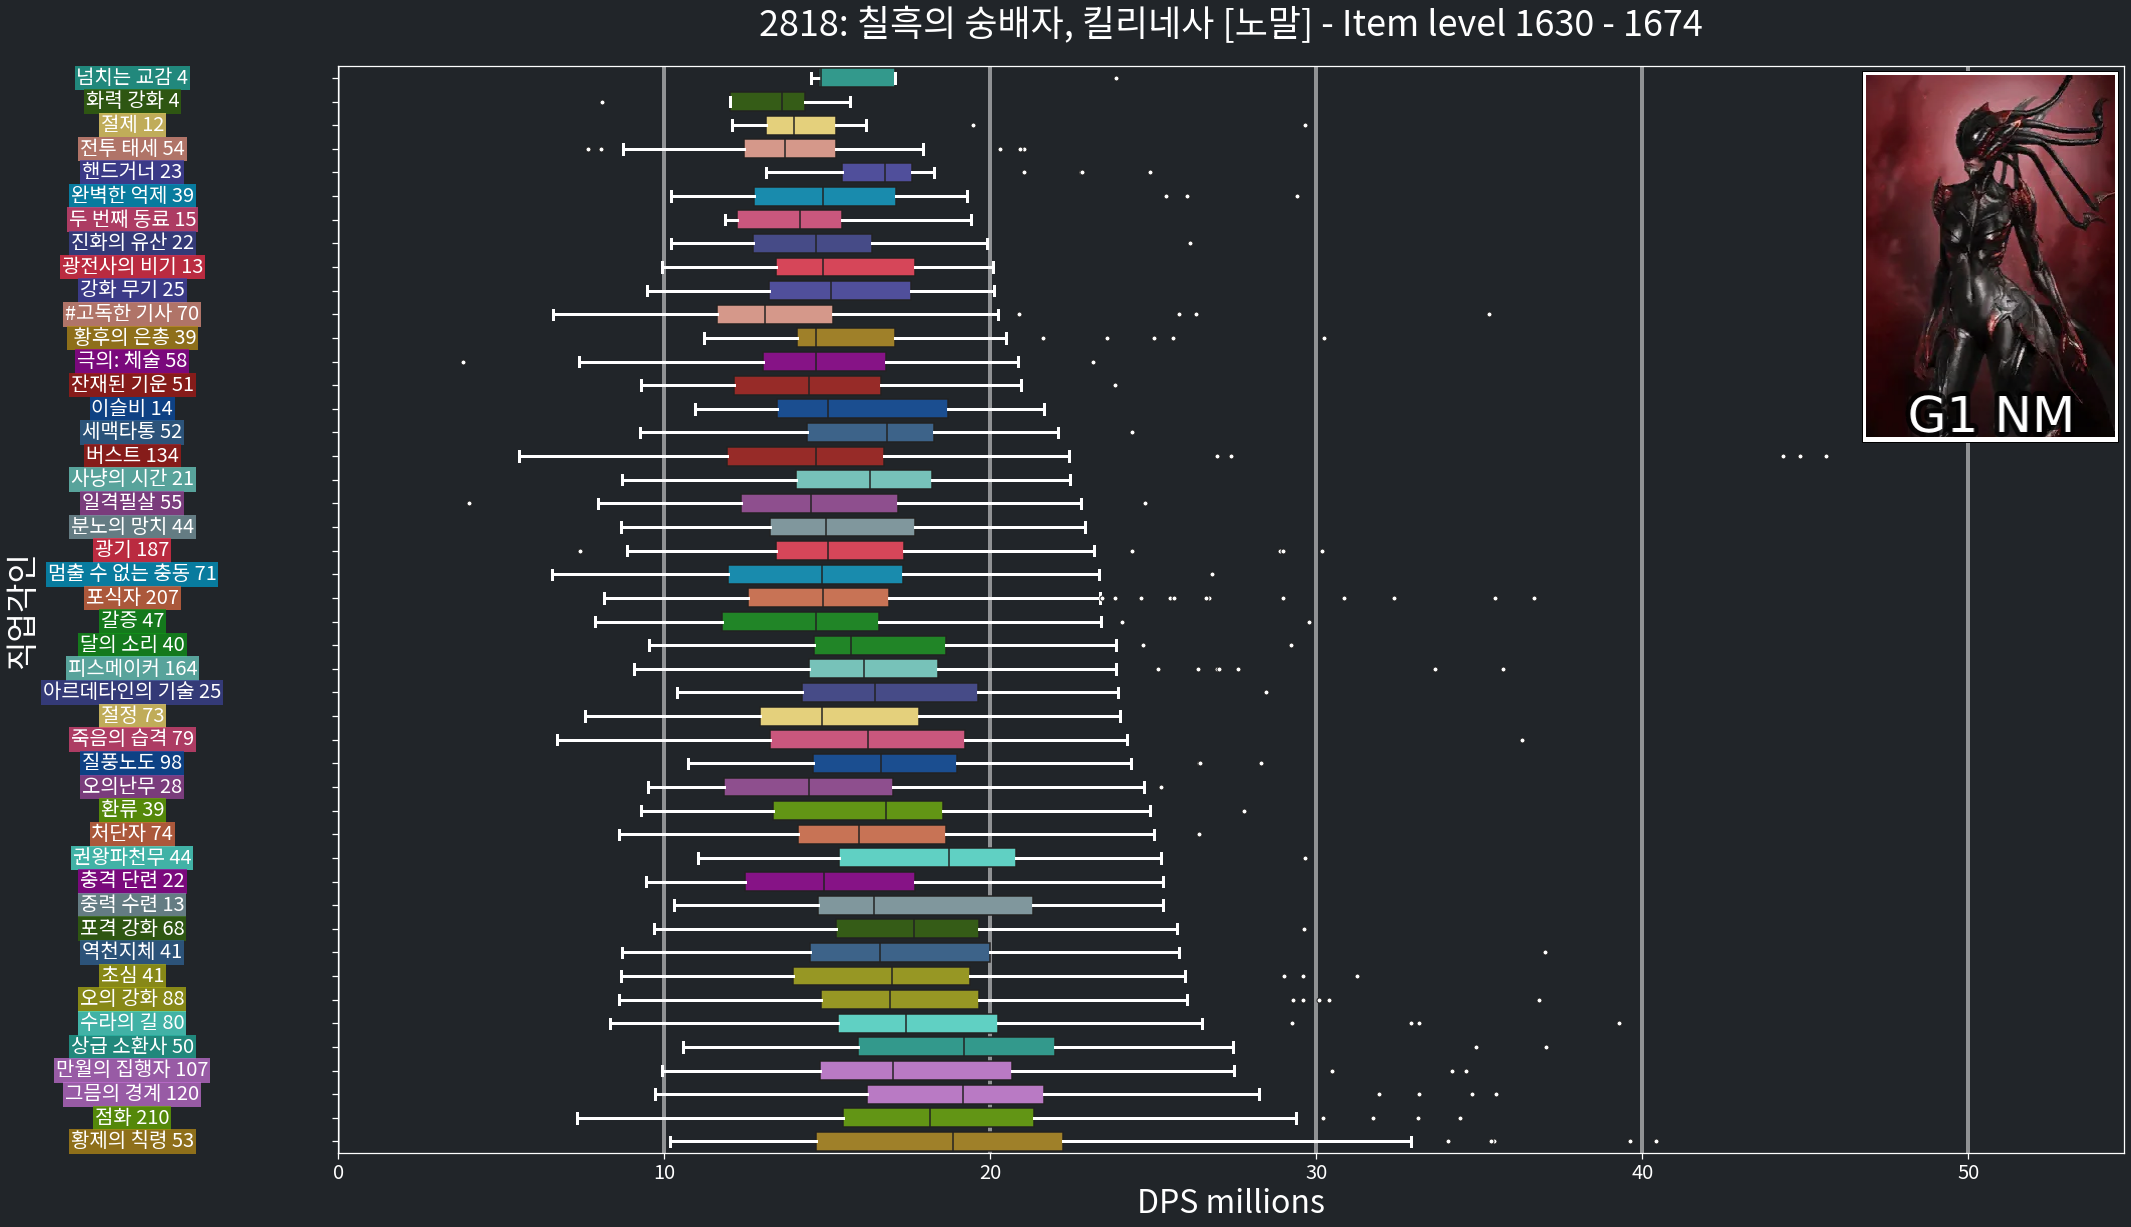 2818: 칠흑의 숭배자, 킬리네사 [노말] - Item level 1630 - 1674
넘치는 교감 4
화력 강화 4
절제 12
전투 태세 54
핸드거너 23
완벽한 억제 39
두 번째 동료 15
진화의 유산 22
광전사의 비기 13
강화 무기 25
#고독한 기사 70
황후의 은총 39
극의: 체술 58
잔재된 기운 51
이슬비 14
세맥타통 52
버스트 134
사냥의 시간 21
일격필살 55
분노의 망치 44
광기 187
멈출 수 없는 충동 71
포식자 207
갈증 47
달의 소리 40
피스메이커 164
아르데타인의 기술 25
절정 73
죽음의 습격 79
질풍노도 98
오의난무 28
환류 39
처단자 74
권왕파천무 44
충격 단련 22
중력 수련 13
포격 강화 68
역천지체 41
초심 41
오의 강화 88
수라의 길 80
상급 소환사 50
만월의 집행자 107
그믐의 경계 120
점화 210
황제의 칙령 53
직업각인
G1 NM
0 10 20 30 40 50
DPS millions